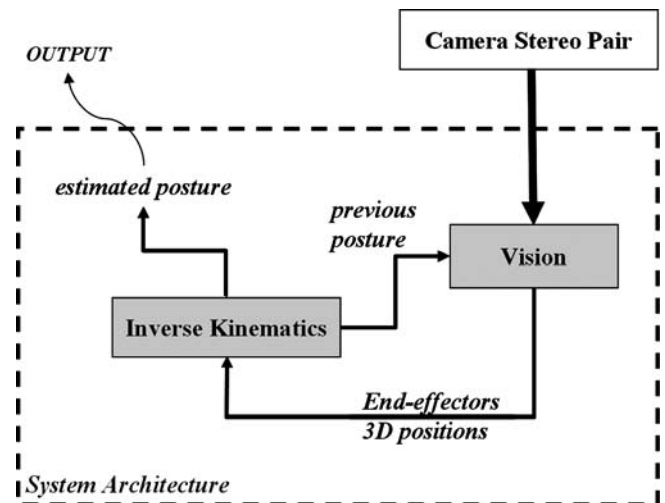 Camera Stereo Pair
OUTPUT
estimated posture
previous
posture
Vision
Inverse Kinematics
End-effectors
3D positions
System Architecture